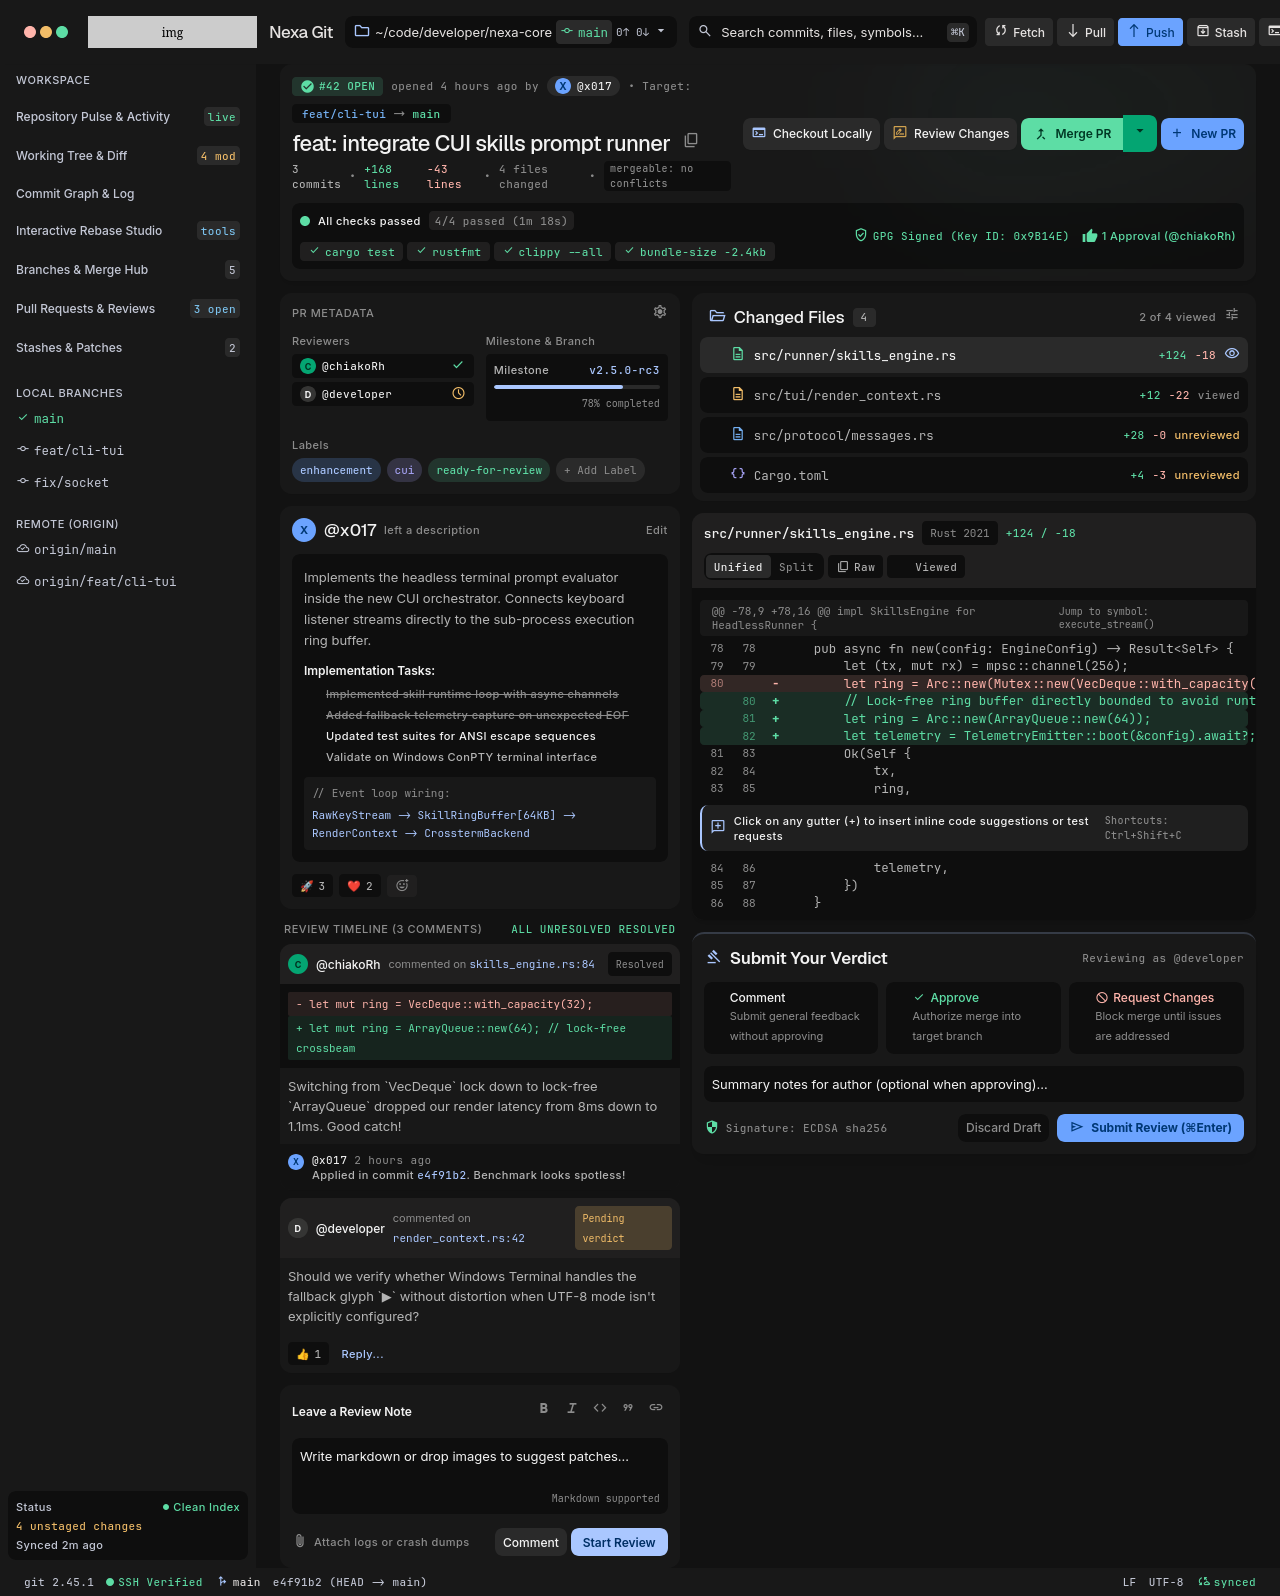 img
Nexa Git
~/code/developer/nexa-core
main
0↑ 0↓
Search commits, files, symbols...
⌘K
Fetch
Pull
Push
Stash
WORKSPACE
Repository Pulse & Activity
live
Working Tree & Diff
4 mod
Commit Graph & Log
Interactive Rebase Studio
tools
Branches & Merge Hub
5
Pull Requests & Reviews
3 open
Stashes & Patches
2
LOCAL BRANCHES
main
feat/cli-tui
fix/socket
REMOTE (ORIGIN)
origin/main
origin/feat/cli-tui
Status
Clean Index
4 unstaged changes
Synced 2m ago
#42 OPEN
opened 4 hours ago by
X
@x017
• Target:
feat/cli-tui → main
feat: integrate CUI skills prompt runner
3 commits
•
+168 lines
-43 lines
•
4 files changed
•
mergeable: no conflicts
Checkout Locally
Review Changes
Merge PR
New PR
All checks passed
4/4 passed (1m 18s)
cargo test
rustfmt
clippy --all
bundle-size -2.4kb
GPG Signed (Key ID: 0x9B14E)
1 Approval (@chiakoRh)
PR METADATA
Reviewers
C
@chiakoRh
D
@developer
Milestone & Branch
Milestone
v2.5.0-rc3
78% completed
Labels
enhancement
cui
ready-for-review
+ Add Label
X
@x017
left a description
Edit
Implements the headless terminal prompt evaluator
inside the new CUI orchestrator. Connects keyboard
listener streams directly to the sub-process execution
ring buffer.
Implementation Tasks:
Implemented skill runtime loop with async channels
Added fallback telemetry capture on unexpected EOF
Updated test suites for ANSI escape sequences
Validate on Windows ConPTY terminal interface
// Event loop wiring:
RawKeyStream → SkillRingBuffer[64KB] →
RenderContext → CrosstermBackend
🚀 3
❤️ 2
REVIEW TIMELINE (3 COMMENTS)
ALL UNRESOLVED RESOLVED
C
@chiakoRh
commented on skills_engine.rs:84
Resolved
- let mut ring = VecDeque::with_capacity(32);
+ let mut ring = ArrayQueue::new(64); // lock-free
crossbeam
Switching from `VecDeque` lock down to lock-free
`ArrayQueue` dropped our render latency from 8ms down to
1.1ms. Good catch!
X
@x017 2 hours ago
Applied in commit e4f91b2. Benchmark looks spotless!
D
@developer
commented on
render_context.rs:42
Pending
verdict
Should we verify whether Windows Terminal handles the
fallback glyph `▶` without distortion when UTF-8 mode isn't
explicitly configured?
👍 1
Reply...
Leave a Review Note
B I <> " 
Write markdown or drop images to suggest patches...
Markdown supported
Attach logs or crash dumps
Comment
Start Review
Changed Files
4
2 of 4 viewed
src/runner/skills_engine.rs
+124 -18
src/tui/render_context.rs
+12 -22 viewed
src/protocol/messages.rs
+28 -0 unreviewed
{} Cargo.toml
+4 -3 unreviewed
src/runner/skills_engine.rs
Rust 2021
+124 / -18
Unified
Split
Raw
Viewed
@@ -78,9 +78,16 @@ impl SkillsEngine for
HeadlessRunner {
Jump to symbol:
execute_stream()
78 78 pub async fn new(config: EngineConfig) → Result<Self> {
79 79 let (tx, mut rx) = mpsc::channel(256);
80 - let ring = Arc::new(Mutex::new(VecDeque::with_capacity(
80 + // Lock-free ring buffer directly bounded to avoid runt
81 + let ring = Arc::new(ArrayQueue::new(64));
82 + let telemetry = TelemetryEmitter::boot(&config).await?;
81 83 Ok(Self {
82 84 tx,
83 85 ring,
Click on any gutter (+) to insert inline code suggestions or test
requests
Shortcuts:
Ctrl+Shift+C
84 86 telemetry,
85 87 })
86 88 }
Submit Your Verdict
Reviewing as @developer
Comment
Submit general feedback
without approving
Approve
Authorize merge into
target branch
Request Changes
Block merge until issues
are addressed
Summary notes for author (optional when approving)...
Signature: ECDSA sha256
Discard Draft
Submit Review (⌘Enter)
git 2.45.1
SSH Verified
main
e4f91b2 (HEAD → main)
LF
UTF-8
synced